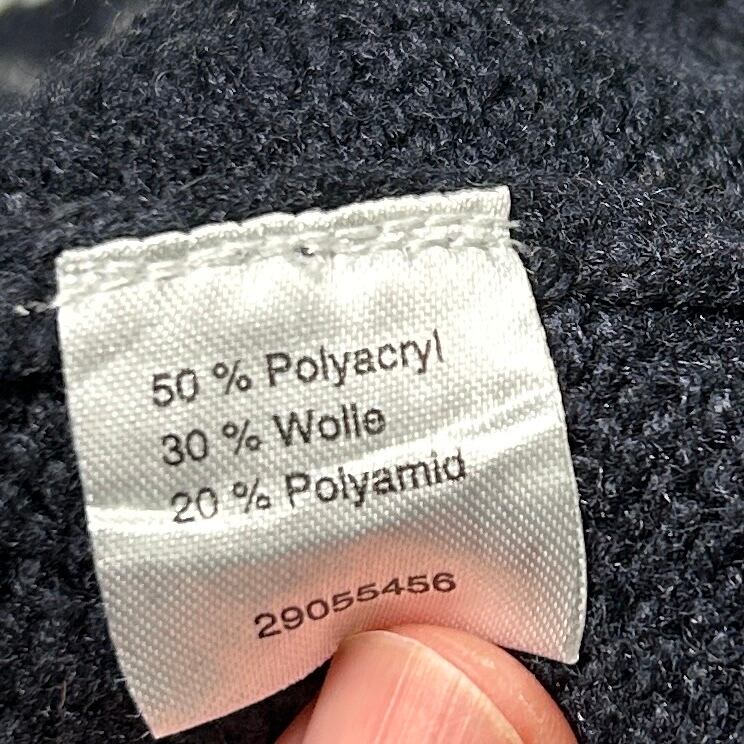 50 % Polyacryl
30 % Wolle
20 % Polyamid
29055456